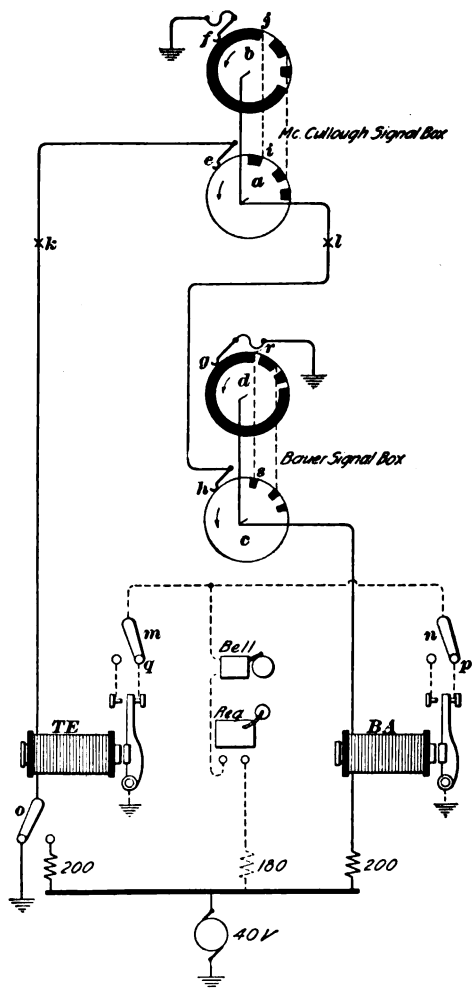 j
f
b
Mc. Cullough Signal Box
i
e
a
k
l
r
g
d
Bauer Signal Box
s
h
c
m
n
q
Bell
p
TE
Reg
BA
o
200
180
200
40V